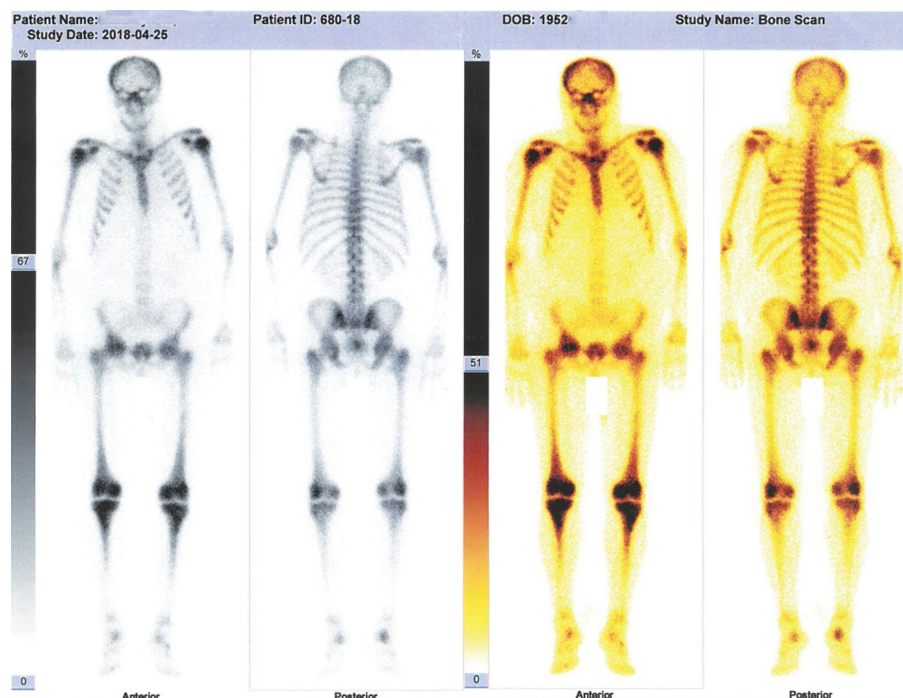 Patient Name: Patient ID: 680-18 DOB: 1952 Study Name: Bone Scan
Study Date: 2018-04-25
% %
67
51
0 0
Anterior Posterior Anterior Posterior